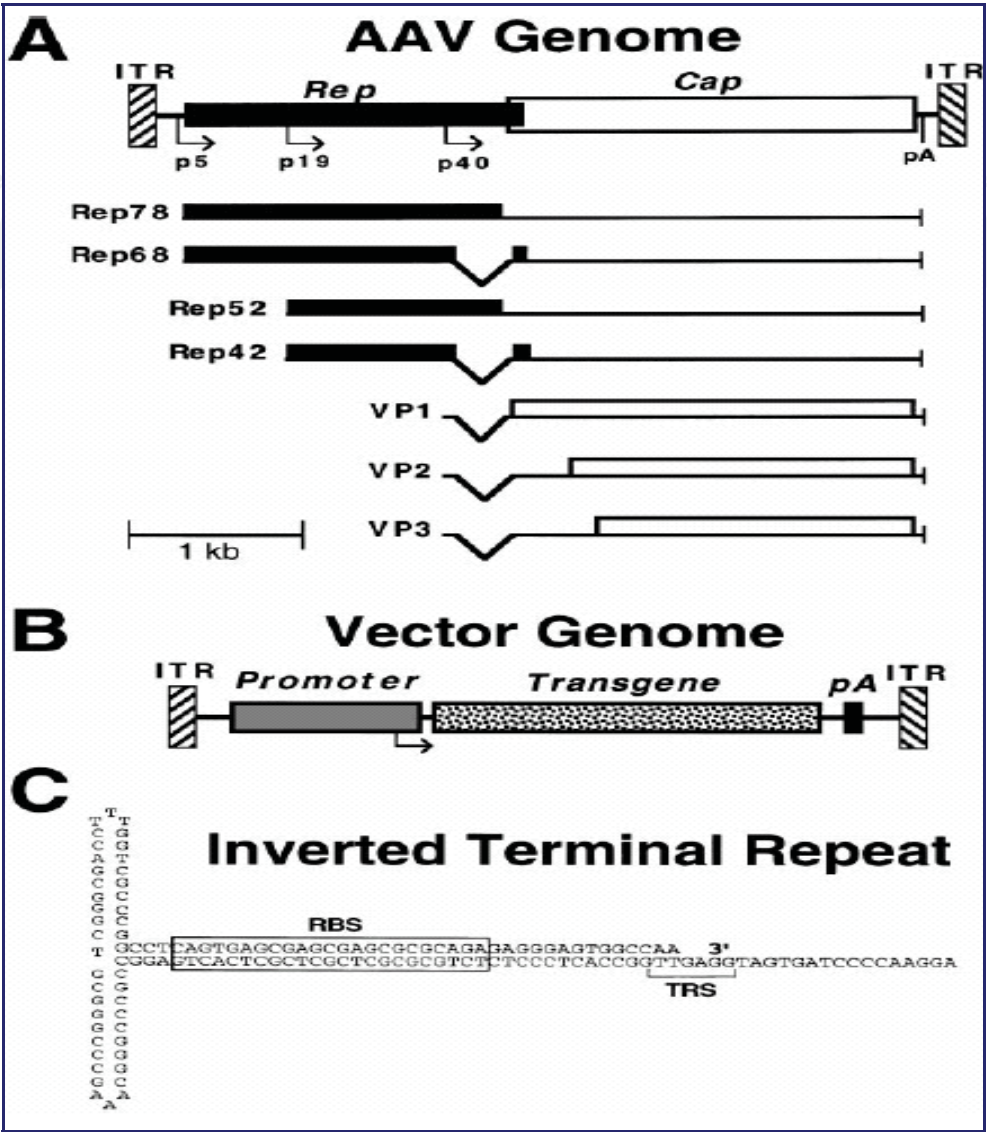 A
AAV Genome
ITR
Rep
Cap
ITR
p5
p19
p40
pA
Rep78
Rep68
Rep52
Rep42
VP1
VP2
VP3
1 kb
B
Vector Genome
ITR
Promoter
Transgene
pA
ITR
C
Inverted Terminal Repeat
RBS
GCCTCAGTGAGCGAGCGAGCGCGCAGAGAGGGAGTGGCCAA 3'
CGGAGTCACTCGCTCGCTCGCGCGTCTCTCCCTCACCGGTTGAGGTAGTGATCCCCAAGGA
TRS